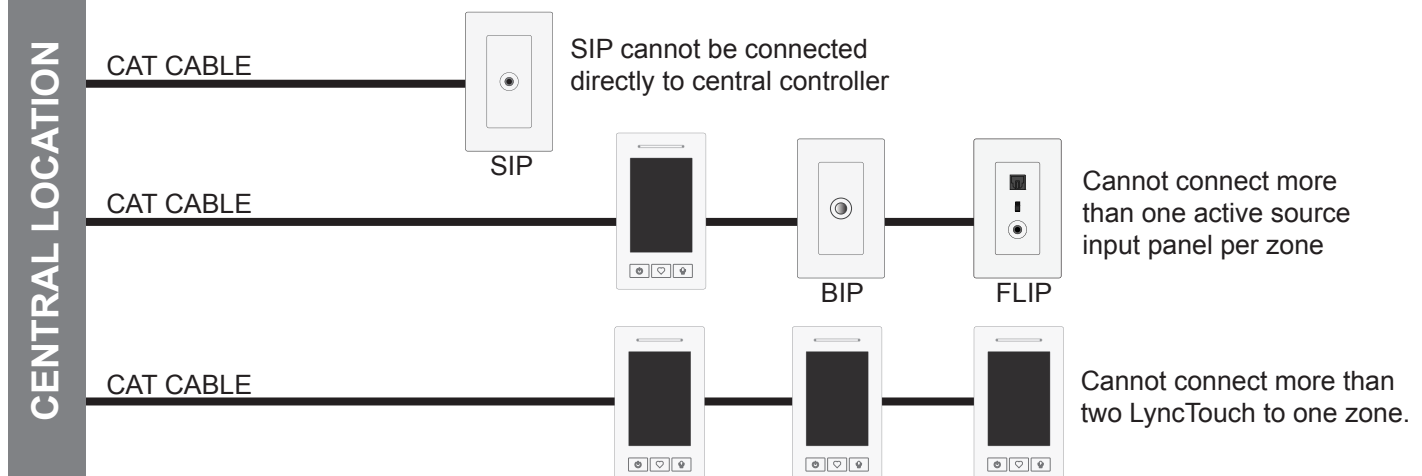 CENTRAL LOCATION
CAT CABLE
SIP
SIP cannot be connected
directly to central controller
CAT CABLE
BIP
FLIP
Cannot connect more
than one active source
input panel per zone
CAT CABLE
Cannot connect more than
two LyncTouch to one zone.